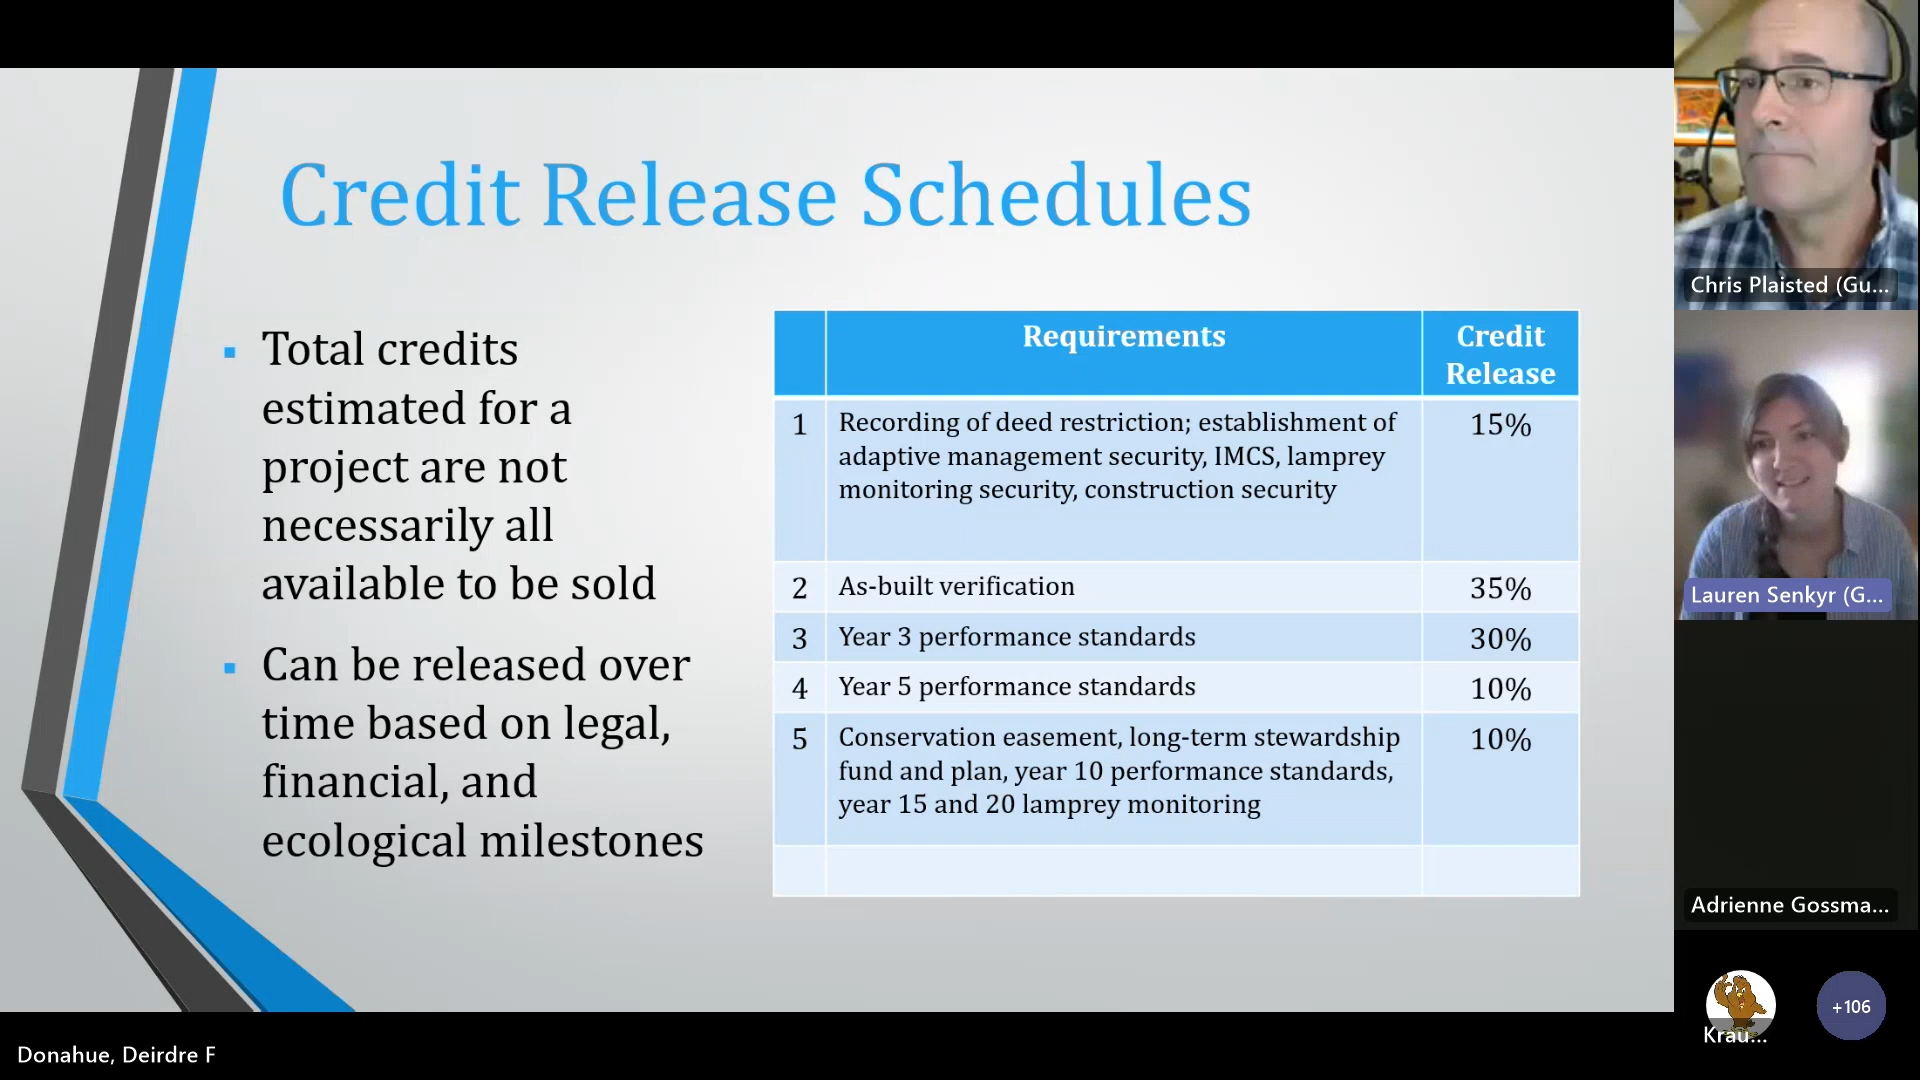 Credit Release Schedules
Total credits
estimated for a
project are not
necessarily all
available to be sold
Can be released over
time based on legal,
financial, and
ecological milestones
Requirements
Credit
Release
1
Recording of deed restriction; establishment of
adaptive management security, IMCS, lamprey
monitoring security, construction security
15%
2
As-built verification
35%
3
Year 3 performance standards
30%
4
Year 5 performance standards
10%
5
Conservation easement, long-term stewardship
fund and plan, year 10 performance standards,
year 15 and 20 lamprey monitoring
10%
Chris Plaisted (Gu...
Lauren Senkyr (G...
Adrienne Gossma...
Krau...
+106
Donahue, Deirdre F